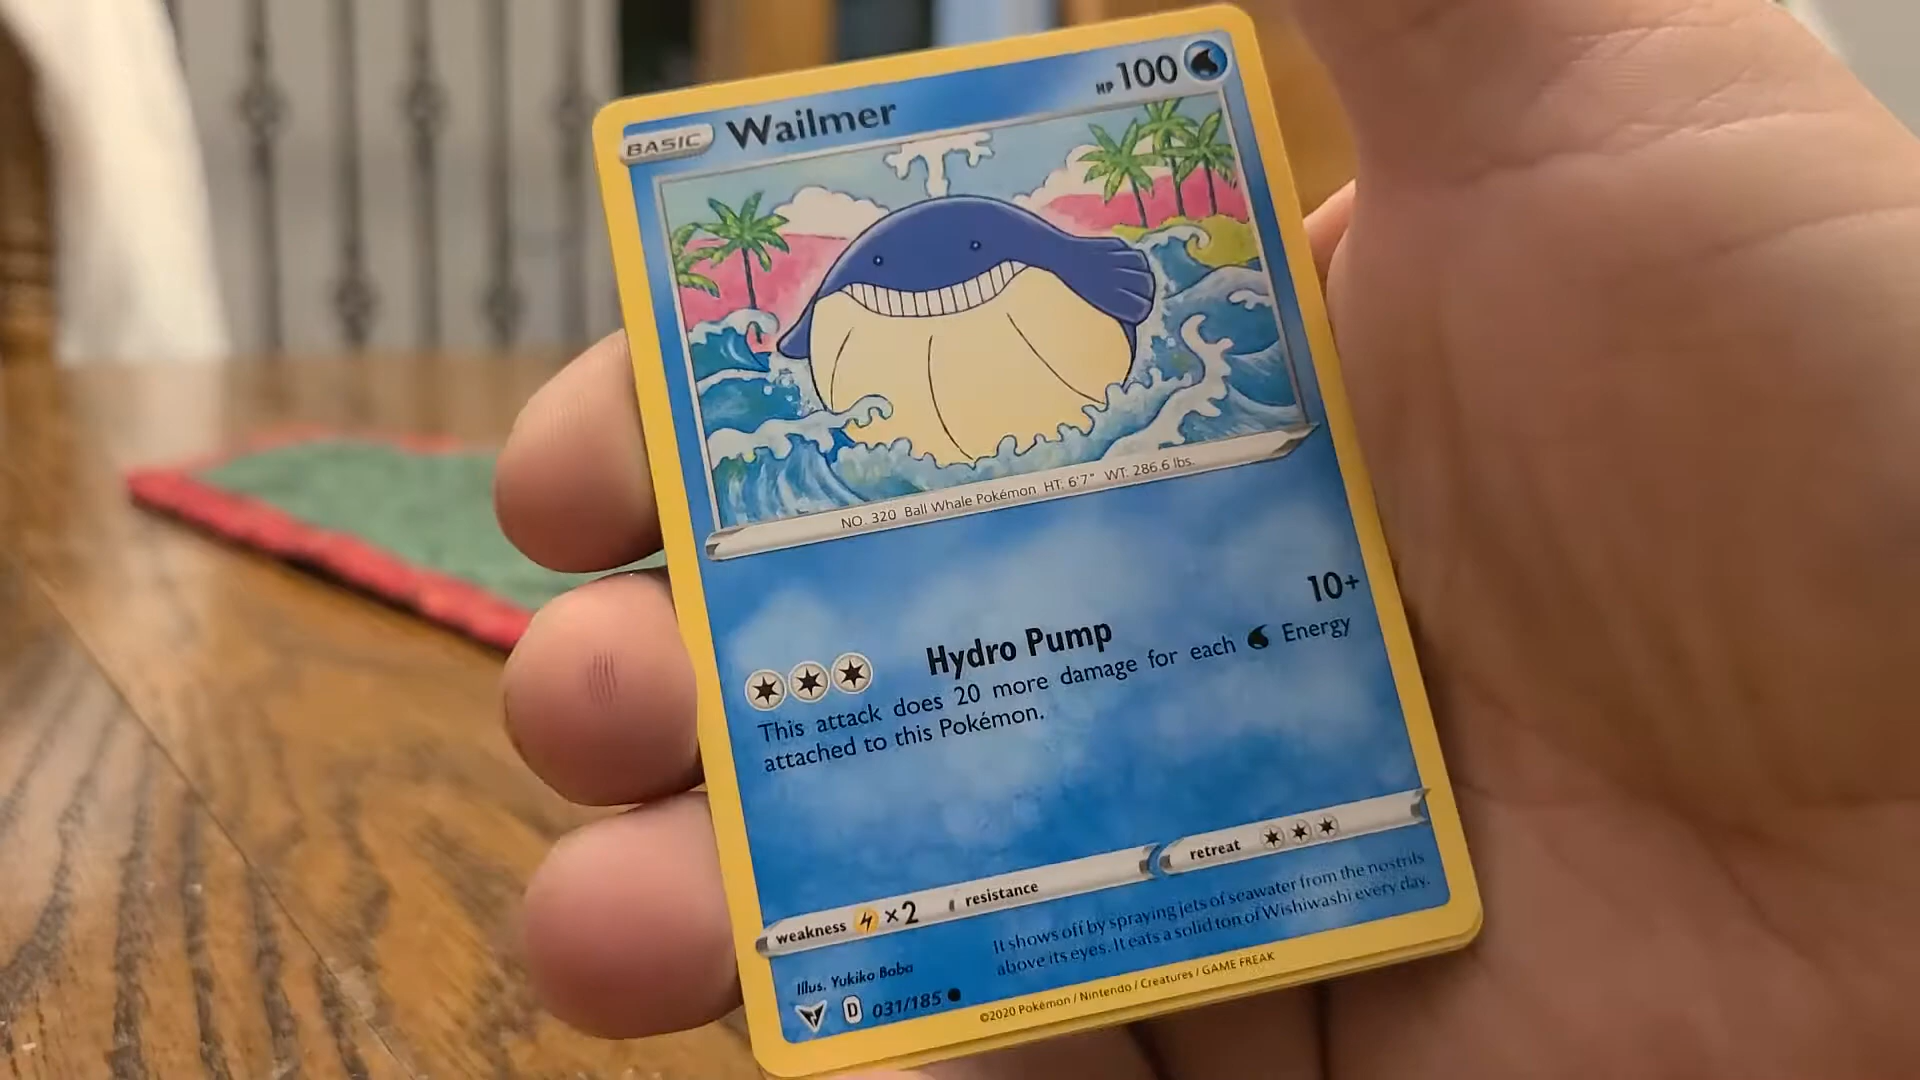 BASIC Wailmer HP 100
NO. 320 Ball Whale Pokémon HT: 6'7" WT: 286.6 lbs.
Hydro Pump 10+
This attack does 20 more damage for each Energy
attached to this Pokémon.
weakness ×2 resistance retreat
It shows off by spraying jets of seawater from the nostrils
above its eyes. It eats a solid ton of Wishiwashi every day.
Illus. Yukiko Baba
D 031/185
©2020 Pokémon / Nintendo / Creatures / GAME FREAK